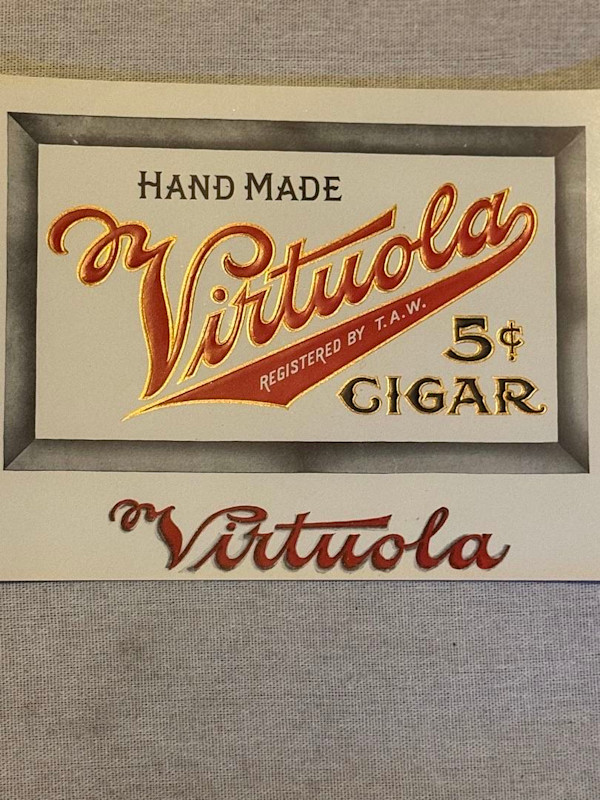 HAND MADE
Virtuola
REGISTERED BY T.A.W.
5¢
CIGAR
Virtuola